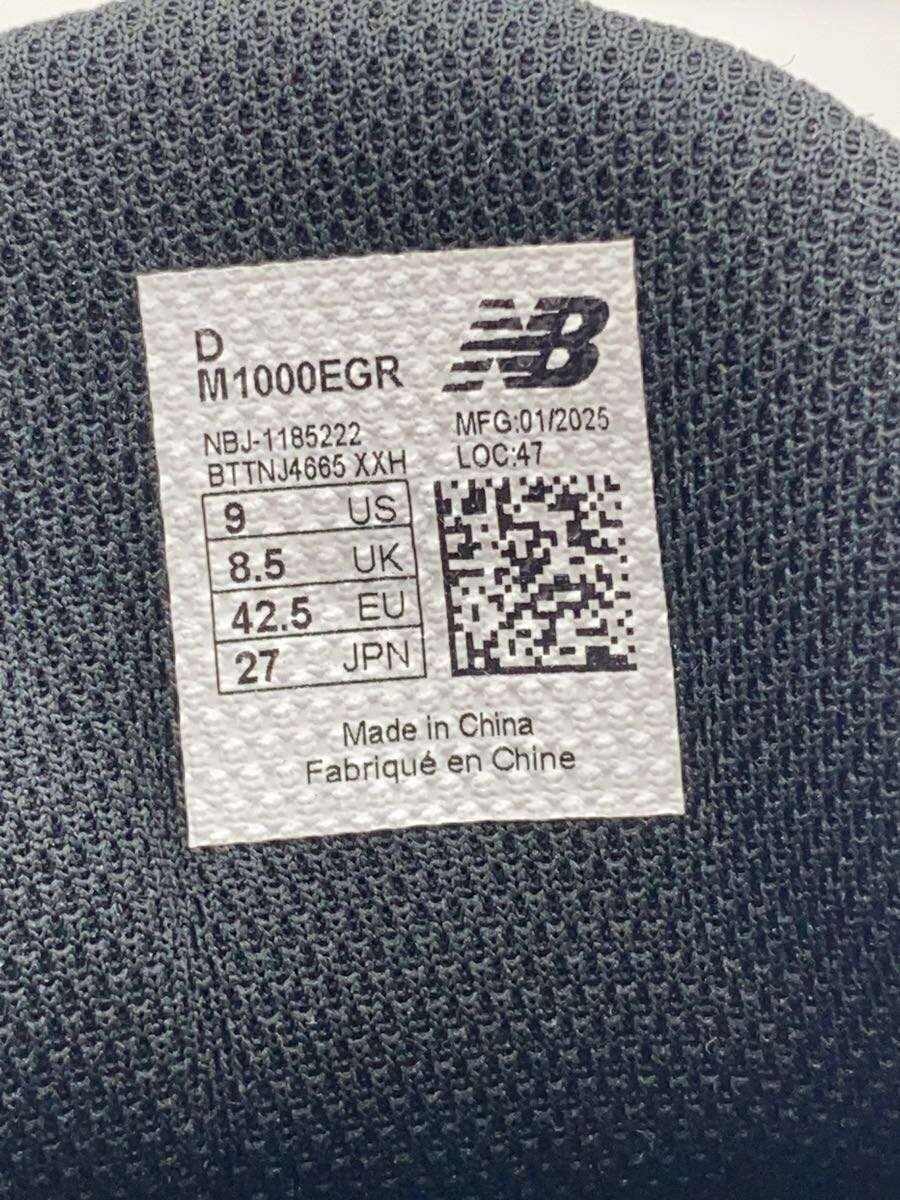 D
M1000EGR
NB
NBJ-1185222
BTTNJ4665 XXH
MFG:01/2025
LOC:47
9 US
8.5 UK
42.5 EU
27 JPN
Made in China
Fabriqué en Chine